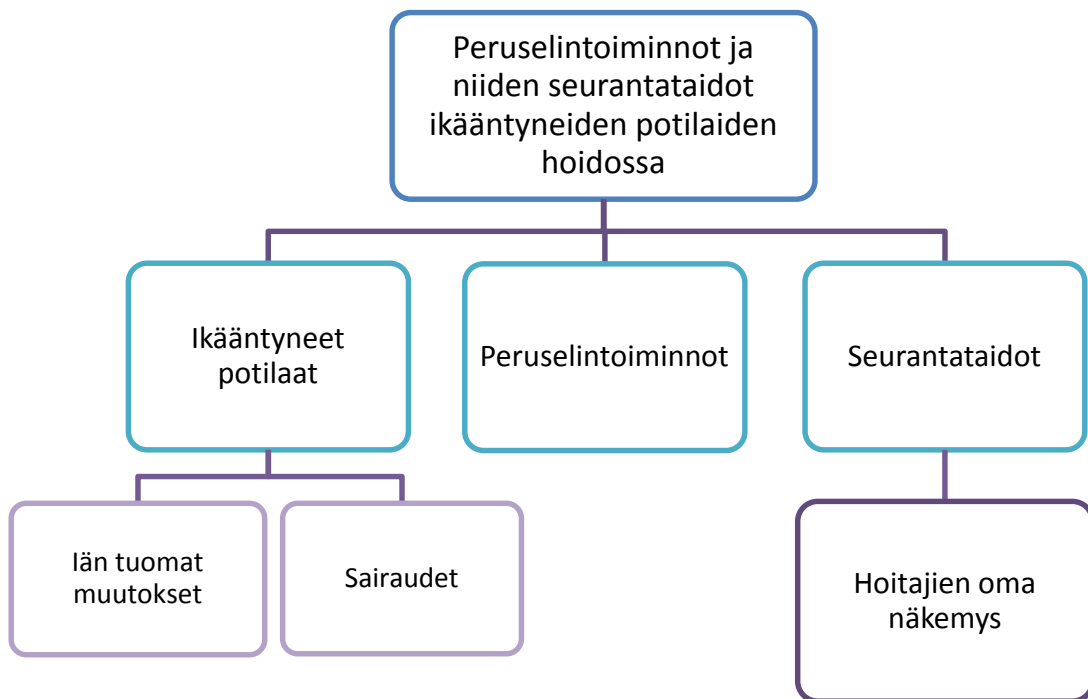 Peruselintoiminnot ja
niiden seurantataidot
ikääntyneiden potilaiden
hoidossa
Ikääntyneet
potilaat
Peruselintoiminnot
Seurantataidot
Iän tuomat
muutokset
Sairaudet
Hoitajien oma
näkemys